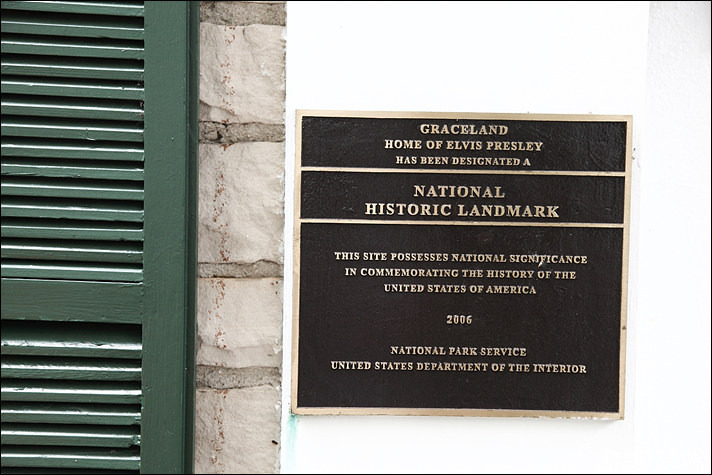 GRACELAND
HOME OF ELVIS PRESLEY
HAS BEEN DESIGNATED A
NATIONAL
HISTORIC LANDMARK
THIS SITE POSSESSES NATIONAL SIGNIFICANCE
IN COMMEMORATING THE HISTORY OF THE
UNITED STATES OF AMERICA
2006
NATIONAL PARK SERVICE
UNITED STATES DEPARTMENT OF THE INTERIOR